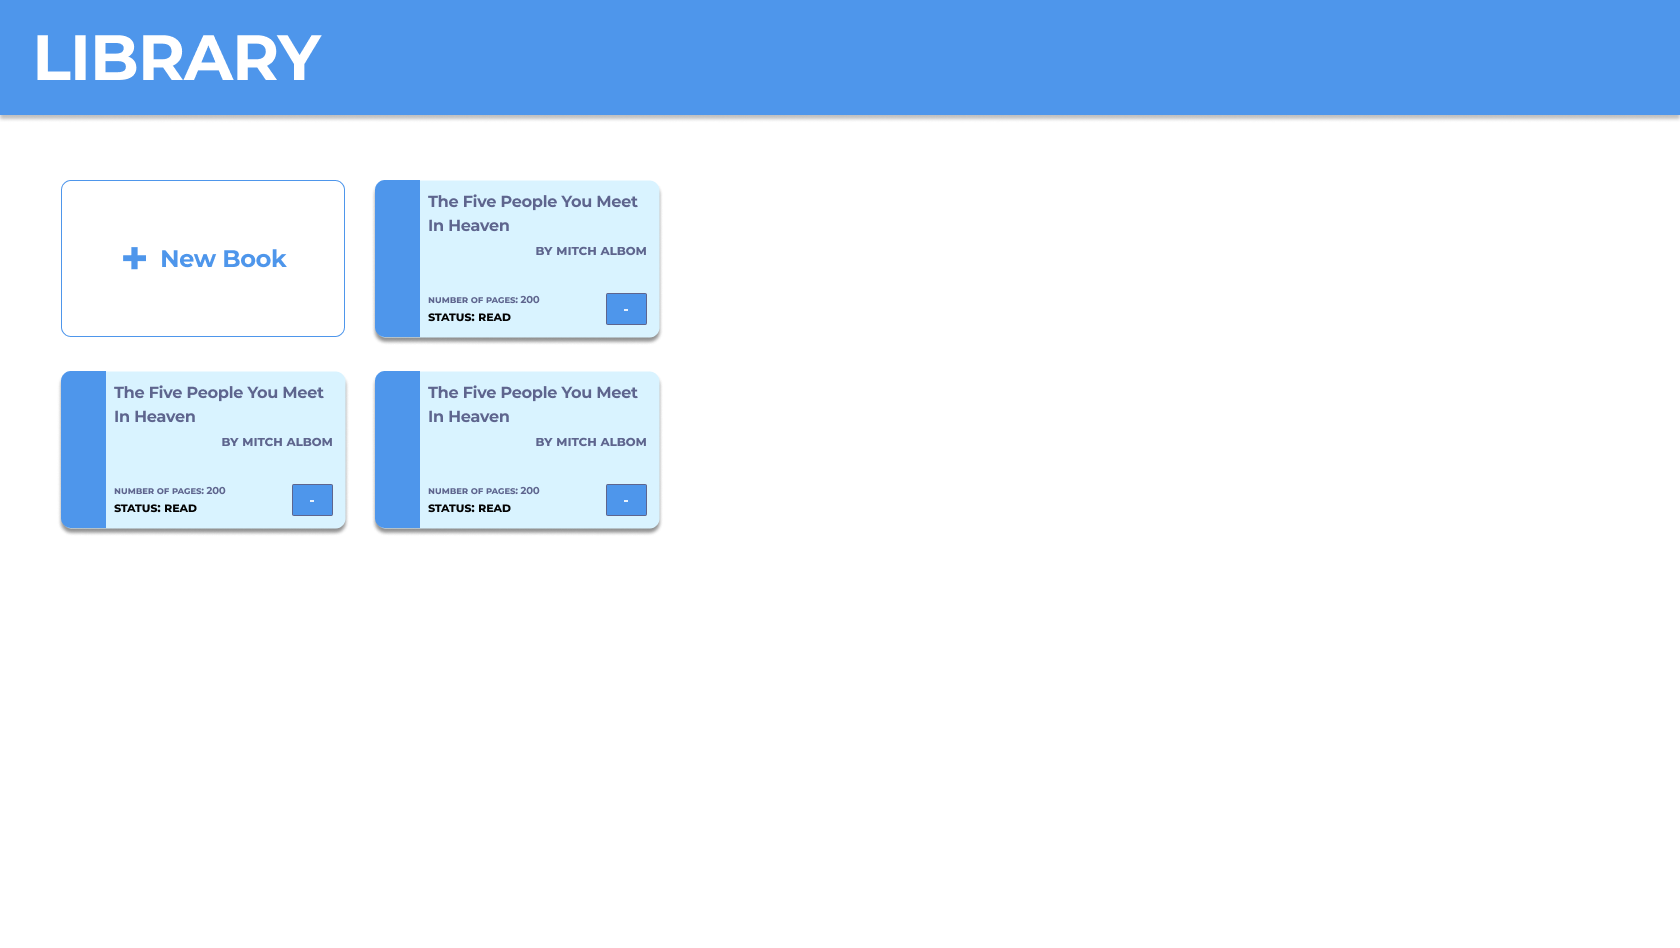 LIBRARY
+ New Book
The Five People You Meet
In Heaven
BY MITCH ALBOM
NUMBER OF PAGES: 200
STATUS: READ
-
The Five People You Meet
In Heaven
BY MITCH ALBOM
NUMBER OF PAGES: 200
STATUS: READ
-
The Five People You Meet
In Heaven
BY MITCH ALBOM
NUMBER OF PAGES: 200
STATUS: READ
-